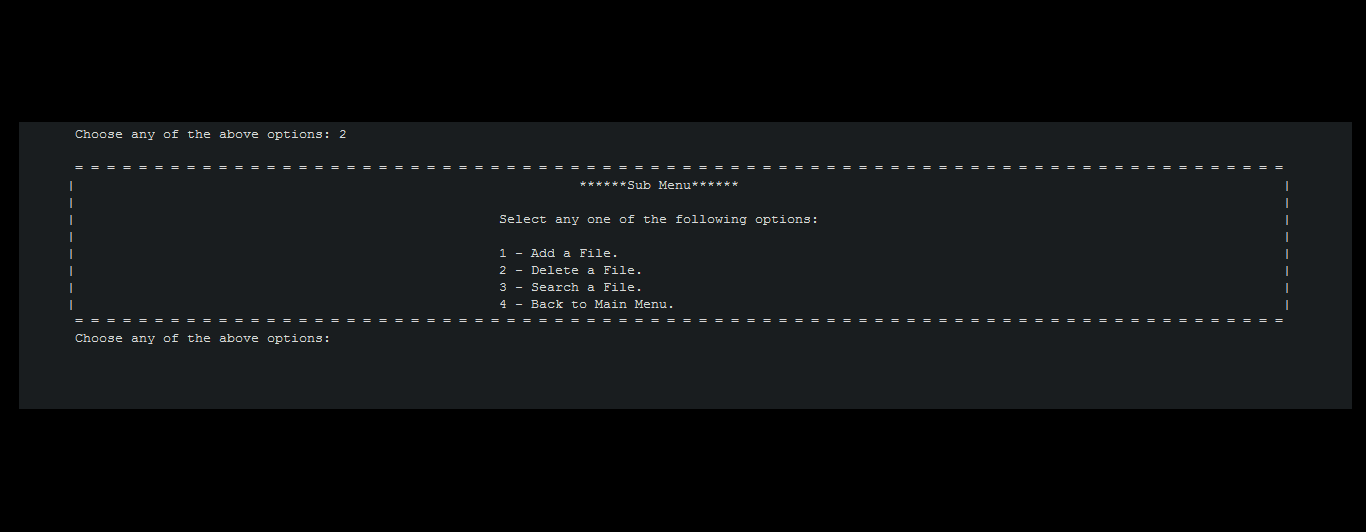 Choose any of the above options: 2
= = = = = = = = = = = = = = = = = = = = = = = = = = = = = = = = = = = = = = = = = = = = = = = = = = = = = = = = = = = = = = = = = = = = = = = = = = = =
| ******Sub Menu****** |
| |
| Select any one of the following options: |
| |
| 1 - Add a File. |
| 2 - Delete a File. |
| 3 - Search a File. |
| 4 - Back to Main Menu. |
= = = = = = = = = = = = = = = = = = = = = = = = = = = = = = = = = = = = = = = = = = = = = = = = = = = = = = = = = = = = = = = = = = = = = = = = = = = =
Choose any of the above options: